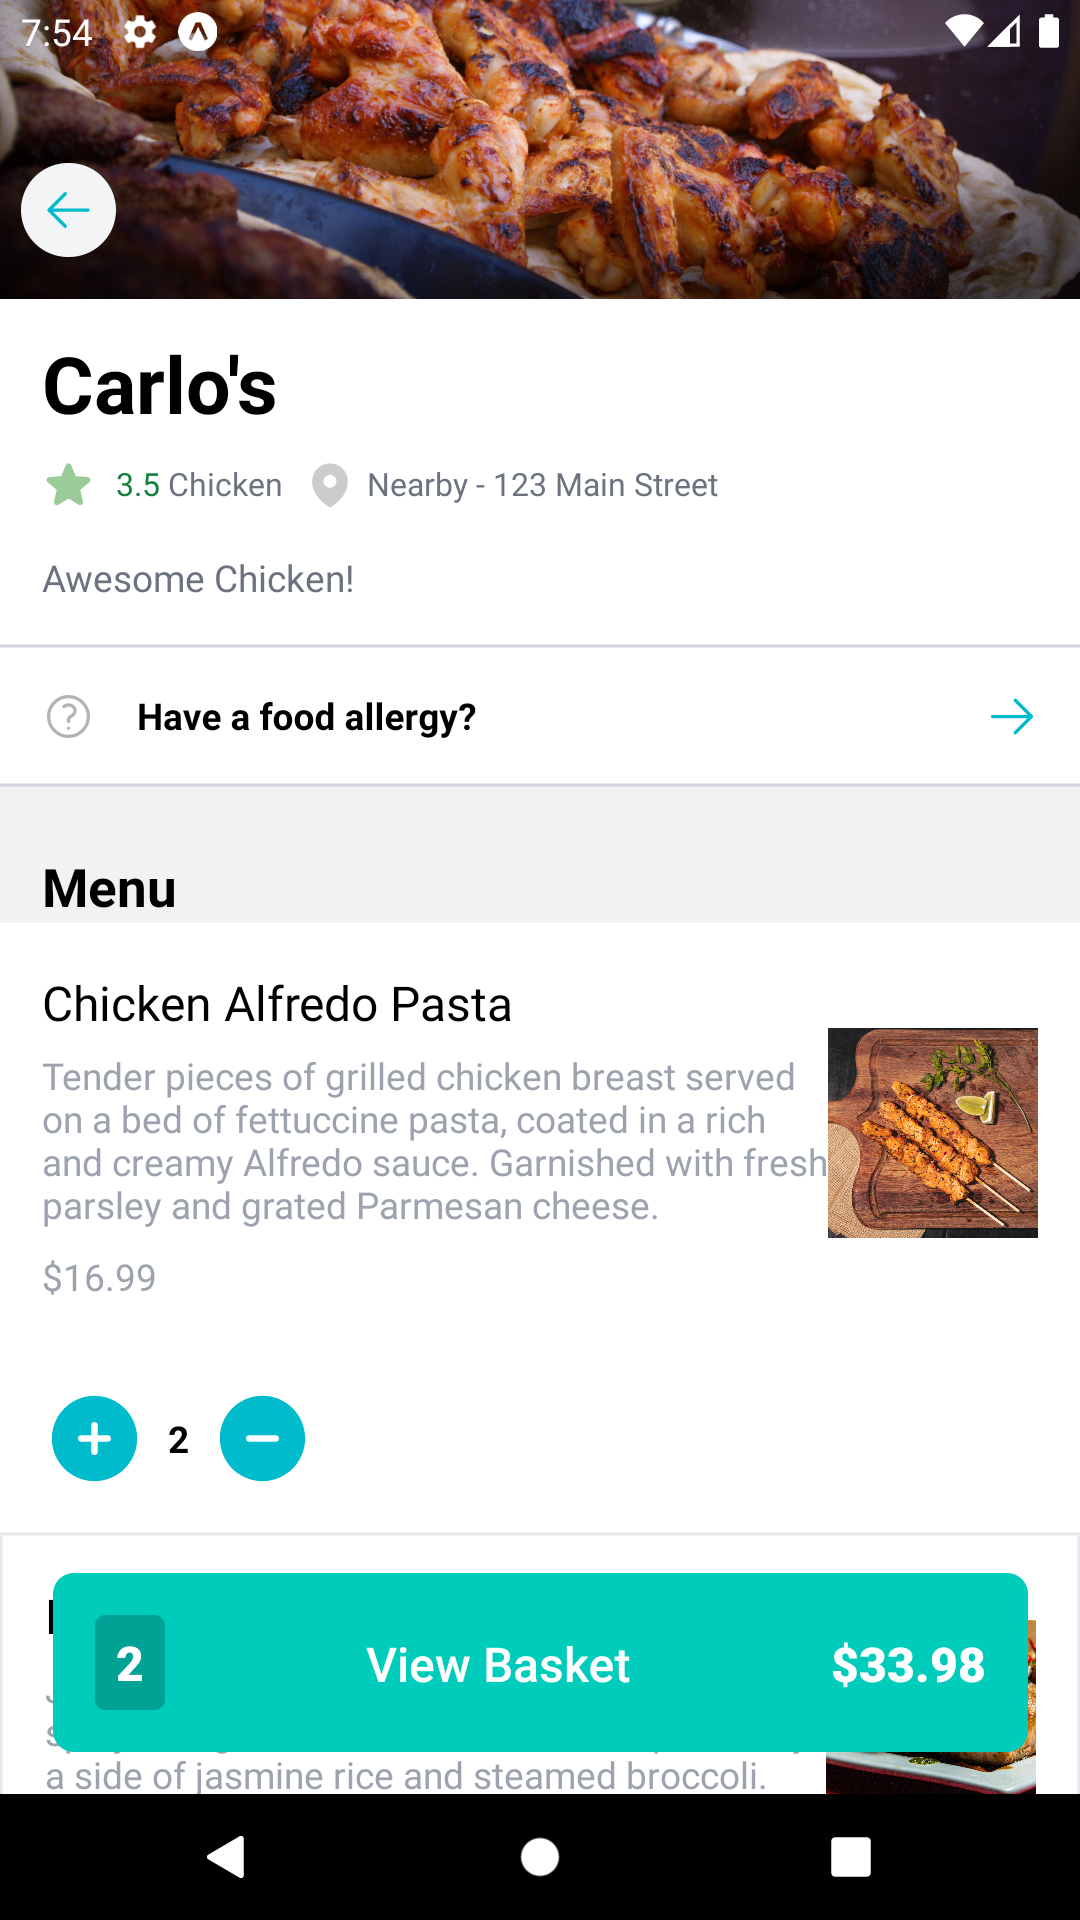 7:54
Carlo's
3.5 Chicken Nearby - 123 Main Street
Awesome Chicken!
Have a food allergy?
Menu
Chicken Alfredo Pasta
Tender pieces of grilled chicken breast served
on a bed of fettuccine pasta, coated in a rich
and creamy Alfredo sauce. Garnished with fresh
parsley and grated Parmesan cheese.
$16.99
2
2 View Basket $33.98
a side of jasmine rice and steamed broccoli.